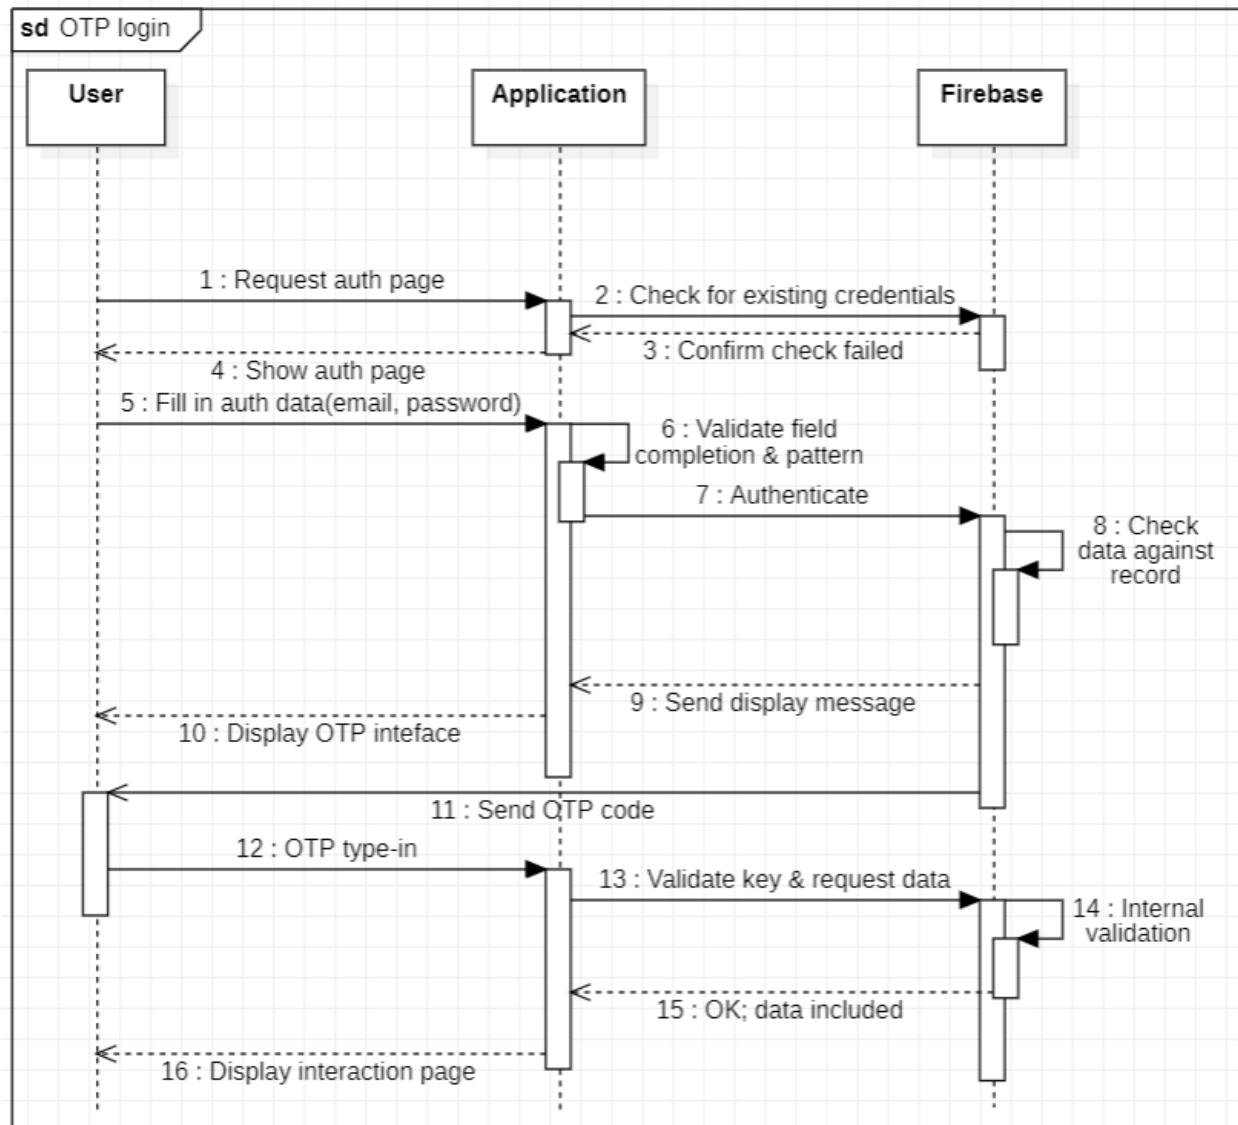 sd OTP login
User
Application
Firebase
1 : Request auth page
2 : Check for existing credentials
3 : Confirm check failed
4 : Show auth page
5 : Fill in auth data(email, password)
6 : Validate field
completion & pattern
7 : Authenticate
8 : Check
data against
record
9 : Send display message
10 : Display OTP inteface
11 : Send OTP code
12 : OTP type-in
13 : Validate key & request data
14 : Internal
validation
15 : OK; data included
16 : Display interaction page